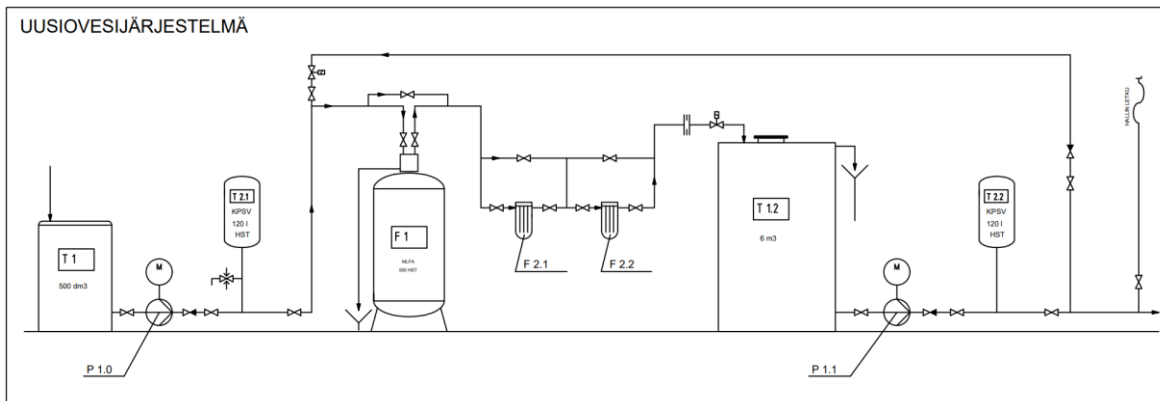 UUSIOVESIJÄRJESTELMÄ
T 1
500 dm3
M
P 1.0
T 2.1
KPSV
120 l
HST
F 1
MLFA
650 HST
F 2.1
F 2.2
T 1.2
6 m3
M
P 1.1
T 2.2
KPSV
120 l
HST
HALLIN LETKU